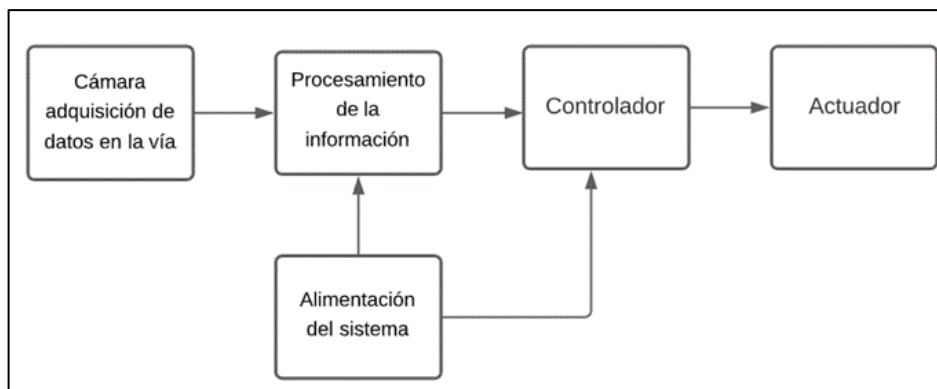 Cámara
adquisición de
datos en la vía
Procesamiento
de la
información
Controlador
Actuador
Alimentación
del sistema